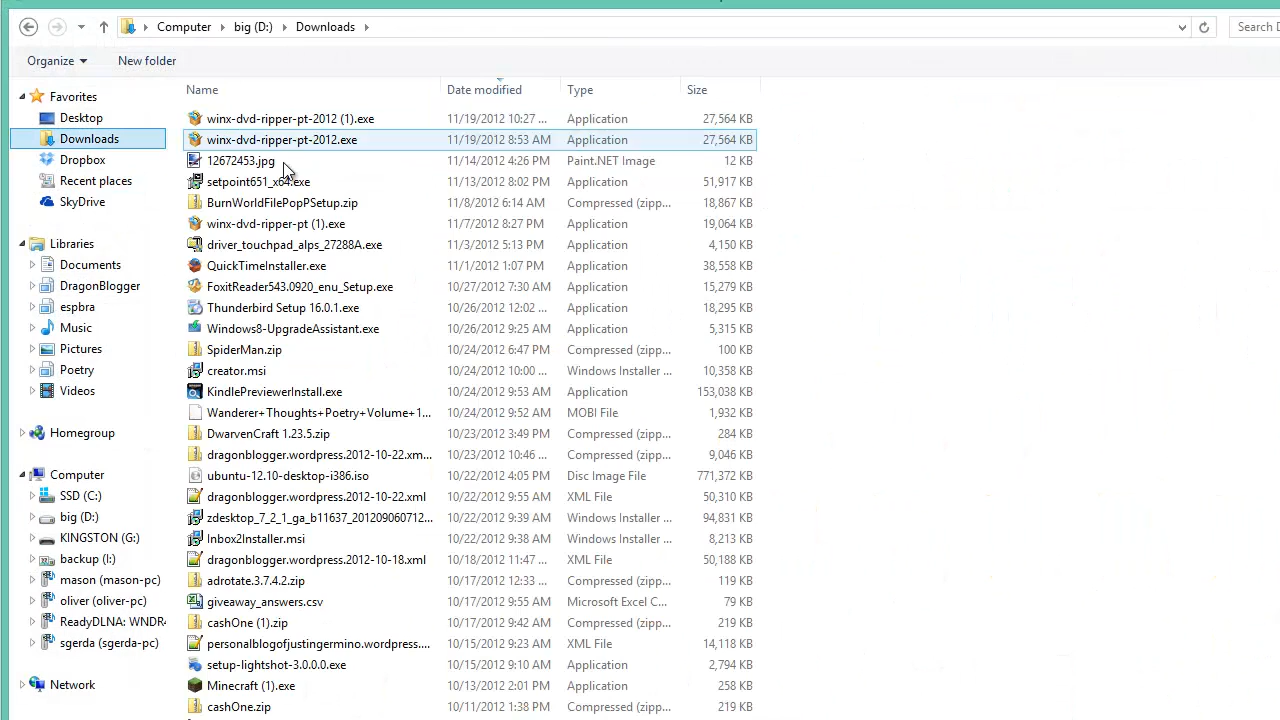 Computer big (D:) Downloads Search D
Organize New folder
Name Date modified Type Size
Favorites
Desktop
Downloads
Dropbox
Recent places
SkyDrive
Libraries
Documents
DragonBlogger
espbra
Music
Pictures
Poetry
Videos
Homegroup
Computer
SSD (C:)
big (D:)
KINGSTON (G:)
backup (I:)
mason (mason-pc)
oliver (oliver-pc)
ReadyDLNA: WNDR4
sgerda (sgerda-pc)
Network
winx-dvd-ripper-pt-2012 (1).exe 11/19/2012 10:27 ... Application 27,564 KB
winx-dvd-ripper-pt-2012.exe 11/19/2012 8:53 AM Application 27,564 KB
12672453.jpg 11/14/2012 4:26 PM Paint.NET Image 12 KB
setpoint651_x64.exe 11/13/2012 8:02 PM Application 51,917 KB
BurnWorldFilePopPSetup.zip 11/8/2012 6:14 AM Compressed (zipp... 18,867 KB
winx-dvd-ripper-pt (1).exe 11/7/2012 8:27 PM Application 19,064 KB
driver_touchpad_alps_27288A.exe 11/3/2012 5:13 PM Application 4,150 KB
QuickTimeInstaller.exe 11/1/2012 1:07 PM Application 38,558 KB
FoxitReader543.0920_enu_Setup.exe 10/27/2012 7:30 AM Application 15,279 KB
Thunderbird Setup 16.0.1.exe 10/26/2012 12:02 ... Application 18,295 KB
Windows8-UpgradeAssistant.exe 10/26/2012 9:25 AM Application 5,315 KB
SpiderMan.zip 10/24/2012 6:47 PM Compressed (zipp... 100 KB
creator.msi 10/24/2012 10:00 ... Windows Installer ... 10,358 KB
KindlePreviewerInstall.exe 10/24/2012 9:53 AM Application 153,038 KB
Wanderer+Thoughts+Poetry+Volume+1... 10/24/2012 9:52 AM MOBI File 1,932 KB
DwarvenCraft 1.23.5.zip 10/23/2012 3:49 PM Compressed (zipp... 284 KB
dragonblogger.wordpress.2012-10-22.xm... 10/23/2012 10:46 ... Compressed (zipp... 9,046 KB
ubuntu-12.10-desktop-i386.iso 10/22/2012 4:05 PM Disc Image File 771,372 KB
dragonblogger.wordpress.2012-10-22.xml 10/22/2012 9:55 AM XML File 50,310 KB
zdesktop_7_2_1_ga_b11637_201209060712... 10/22/2012 9:39 AM Windows Installer ... 94,831 KB
Inbox2Installer.msi 10/22/2012 9:38 AM Windows Installer ... 8,213 KB
dragonblogger.wordpress.2012-10-18.xml 10/18/2012 11:47 ... XML File 50,188 KB
adrotate.3.7.4.2.zip 10/17/2012 12:33 ... Compressed (zipp... 119 KB
giveaway_answers.csv 10/17/2012 9:55 AM Microsoft Excel C... 79 KB
cashOne (1).zip 10/17/2012 9:42 AM Compressed (zipp... 219 KB
personalblogofjustingermino.wordpress.... 10/15/2012 9:23 AM XML File 14,118 KB
setup-lightshot-3.0.0.0.exe 10/15/2012 9:10 AM Application 2,794 KB
Minecraft (1).exe 10/13/2012 2:01 PM Application 258 KB
cashOne.zip 10/11/2012 1:38 PM Compressed (zipp... 219 KB